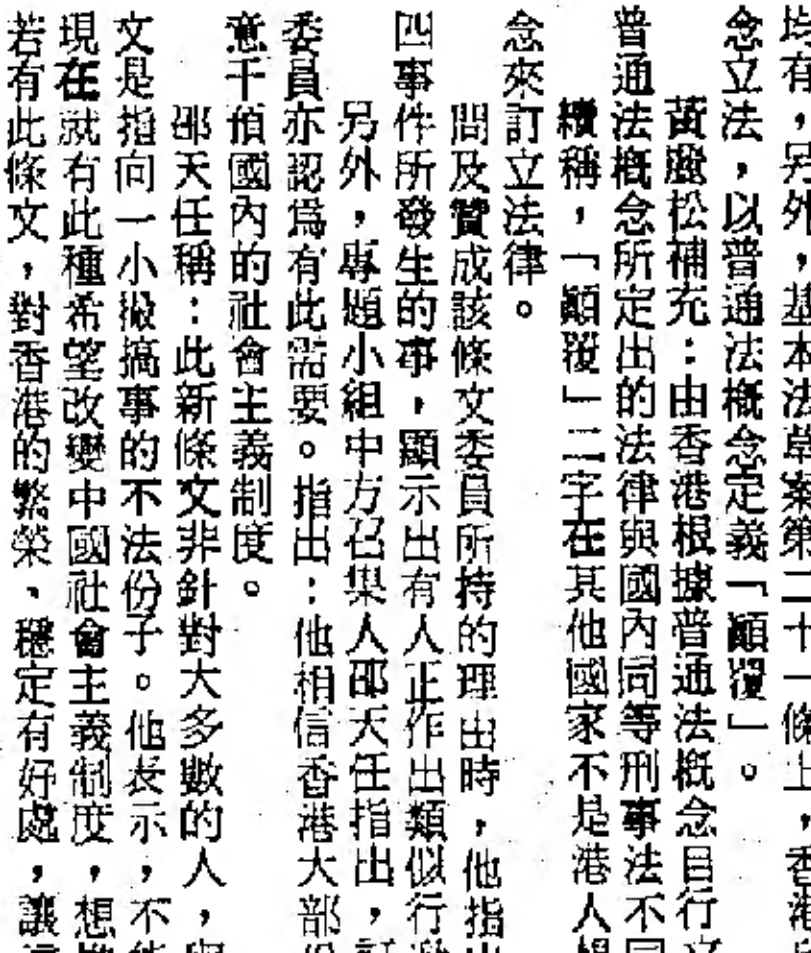 均有，另外，基本法草案第二十一條上，香港
念立法，以普通法概念定義「顚覆」。
黃松補充：由香港根據普通法概念自行
普通法概念所定出的法律與國內同等刑事法不同
續稱，「顚覆」二字在其他國家不是港人
念來訂立法律。
問及贊成該條文委員所持的理由時，他指
四事件所發生的事，顯示出有人正作出類似行
另外，專題小組中方召集人邵天任指出，
委員亦認爲有此需要。指出：他相信香港大部
意干預國內的社會主義制度。
邵天任稱：此新條文非針對大多數的人，
文是指向一小撮搞事的不法份子。他表示，不
現在就有此種希望改變中國社會主義制度，想
若有此條文，對香港的繁榮、穩定有好處，讓